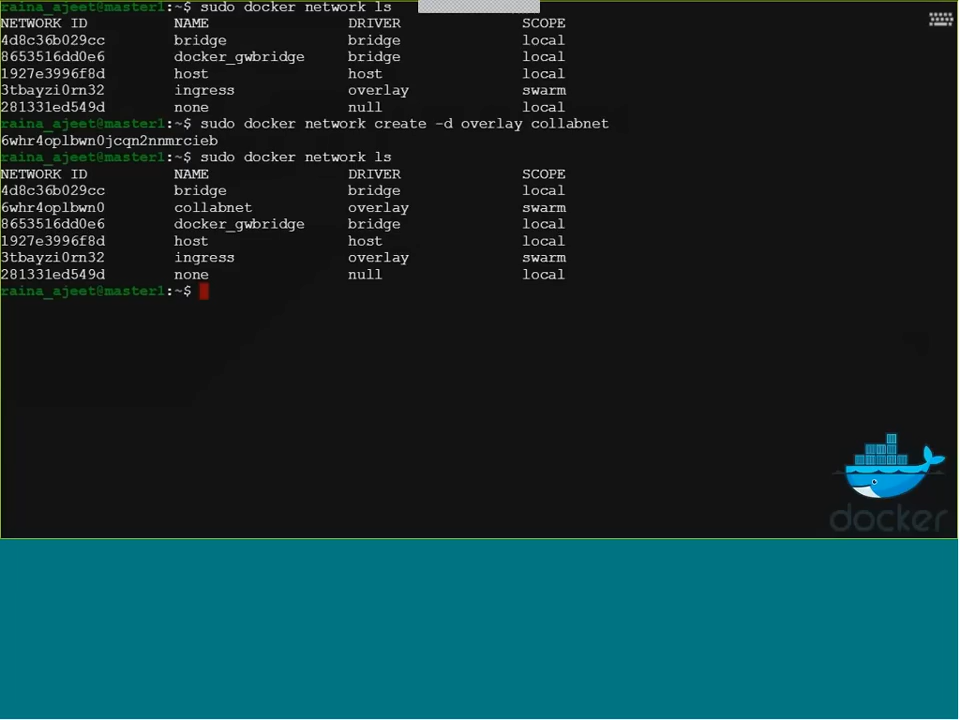 raina_ajeet@master1:~$ sudo docker network ls
NETWORK ID NAME DRIVER SCOPE
4d8c36b029cc bridge bridge local
8653516dd0e6 docker_gwbridge bridge local
1927e3996f8d host host local
3tbayzi0rn32 ingress overlay swarm
281331ed549d none null local
raina_ajeet@master1:~$ sudo docker network create -d overlay collabnet
6whr4oplbwn0jcqn2nnmrcieb
raina_ajeet@master1:~$ sudo docker network ls
NETWORK ID NAME DRIVER SCOPE
4d8c36b029cc bridge bridge local
6whr4oplbwn0 collabnet overlay swarm
8653516dd0e6 docker_gwbridge bridge local
1927e3996f8d host host local
3tbayzi0rn32 ingress overlay swarm
281331ed549d none null local
raina_ajeet@master1:~$
docker